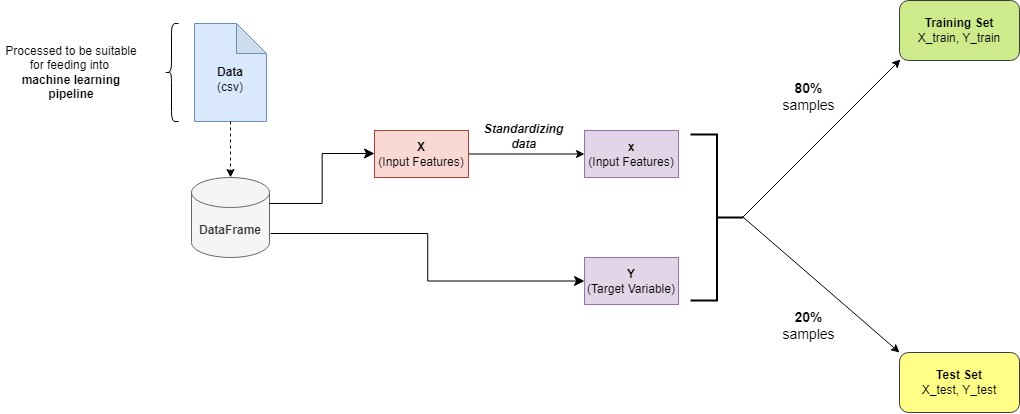 Processed to be suitable
for feeding into
machine learning
pipeline
Data
(csv)
DataFrame
X
(Input Features)
Standardizing
data
x
(Input Features)
Y
(Target Variable)
80%
samples
20%
samples
Training Set
X_train, Y_train
Test Set
X_test, Y_test